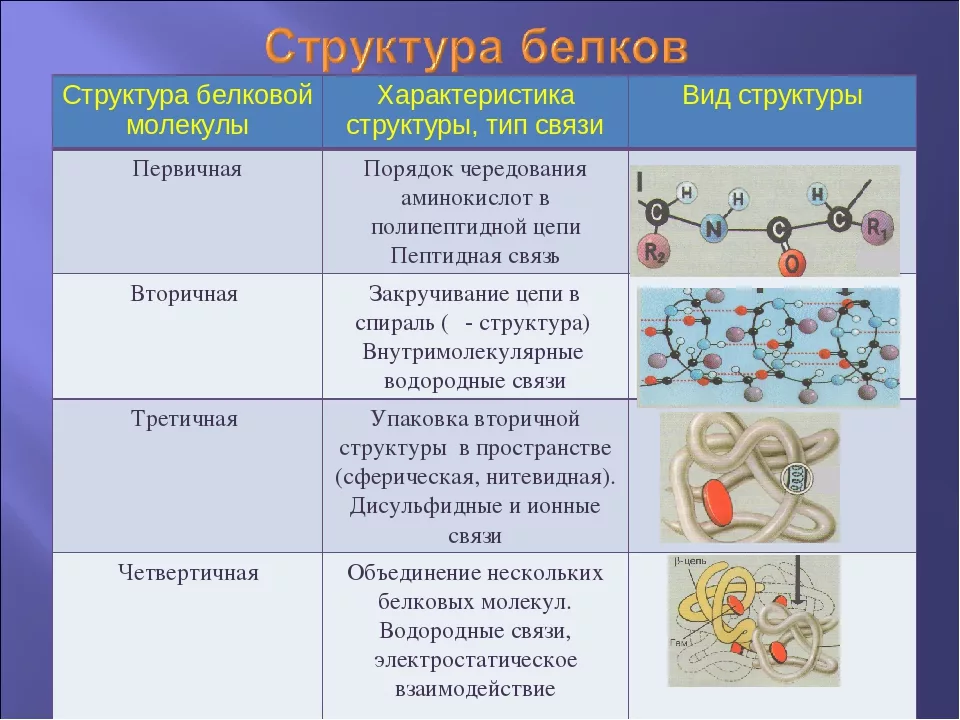 Структура белков
Структура белковой
молекулы
Характеристика
структуры, тип связи
Вид структуры
Первичная
Порядок чередования
аминокислот в
полипептидной цепи
Пептидная связь
H
H
H
C
N
C
C
R₁
R₂
O
Вторичная
Закручивание цепи в
спираль ( - структура)
Внутримолекулярные
водородные связи
Третичная
Упаковка вторичной
структуры в пространстве
(сферическая, нитевидная).
Дисульфидные и ионные
связи
Четвертичная
Объединение нескольких
белковых молекул.
Водородные связи,
электростатическое
взаимодействие
β-цепь
Гем